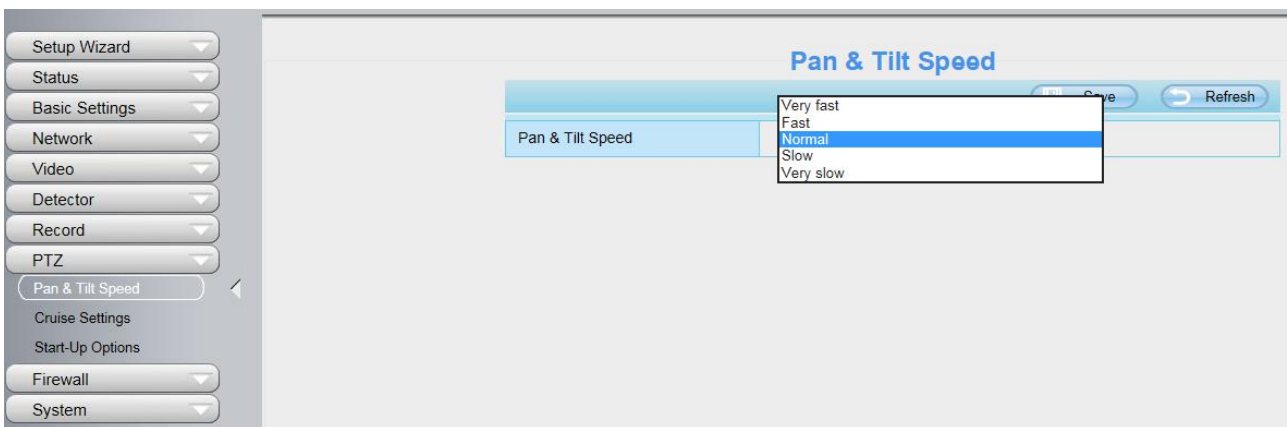 Setup Wizard
Status
Basic Settings
Network
Video
Detector
Record
PTZ
Pan & Tilt Speed
Cruise Settings
Start-Up Options
Firewall
System
Pan & Tilt Speed
Save
Refresh
Pan & Tilt Speed
Very fast
Fast
Normal
Slow
Very slow